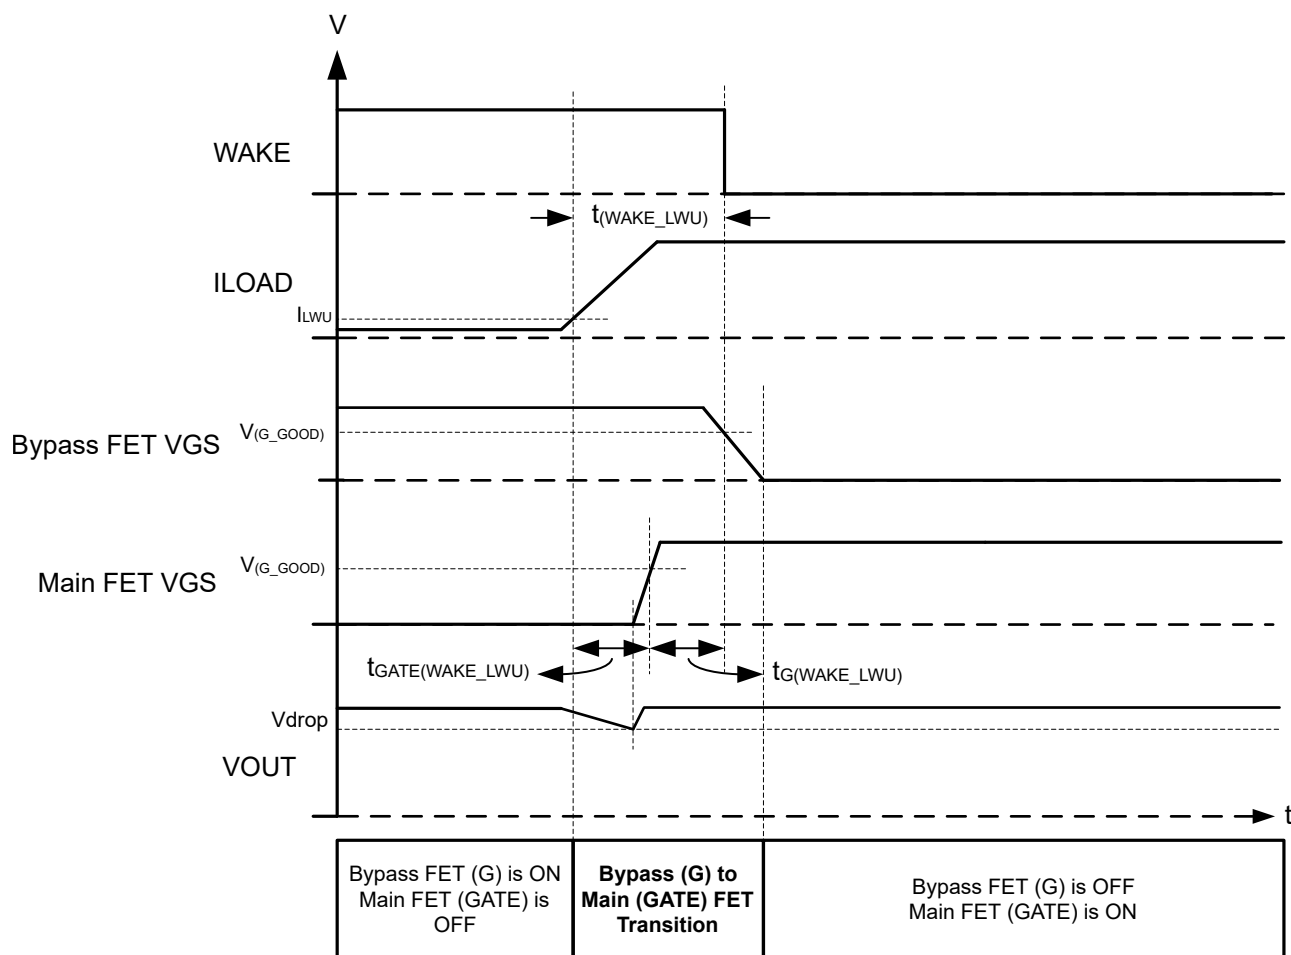 V
WAKE
t(WAKE_LWU)
ILOAD
ILWU
V(G_GOOD)
Bypass FET VGS
V(G_GOOD)
Main FET VGS
tGATE(WAKE_LWU)
tG(WAKE_LWU)
Vdrop
VOUT
t
Bypass FET (G) is ON
Main FET (GATE) is
OFF
Bypass (G) to
Main (GATE) FET
Transition
Bypass FET (G) is OFF
Main FET (GATE) is ON